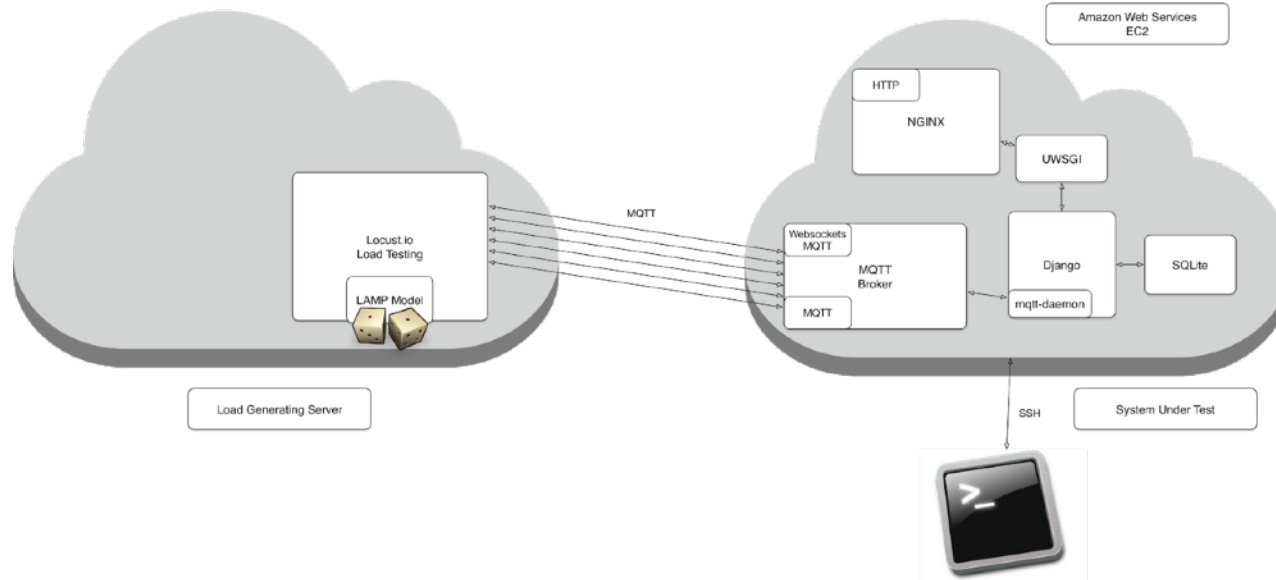 Amazon Web Services
EC2
HTTP
NGINX
UWSGI
MQTT
Locust.io
Load Testing
LAMP Model
Websockets
MQTT
MQTT
Broker
MQTT
Django
mqtt-daemon
SQLite
Load Generating Server
SSH
System Under Test
>_